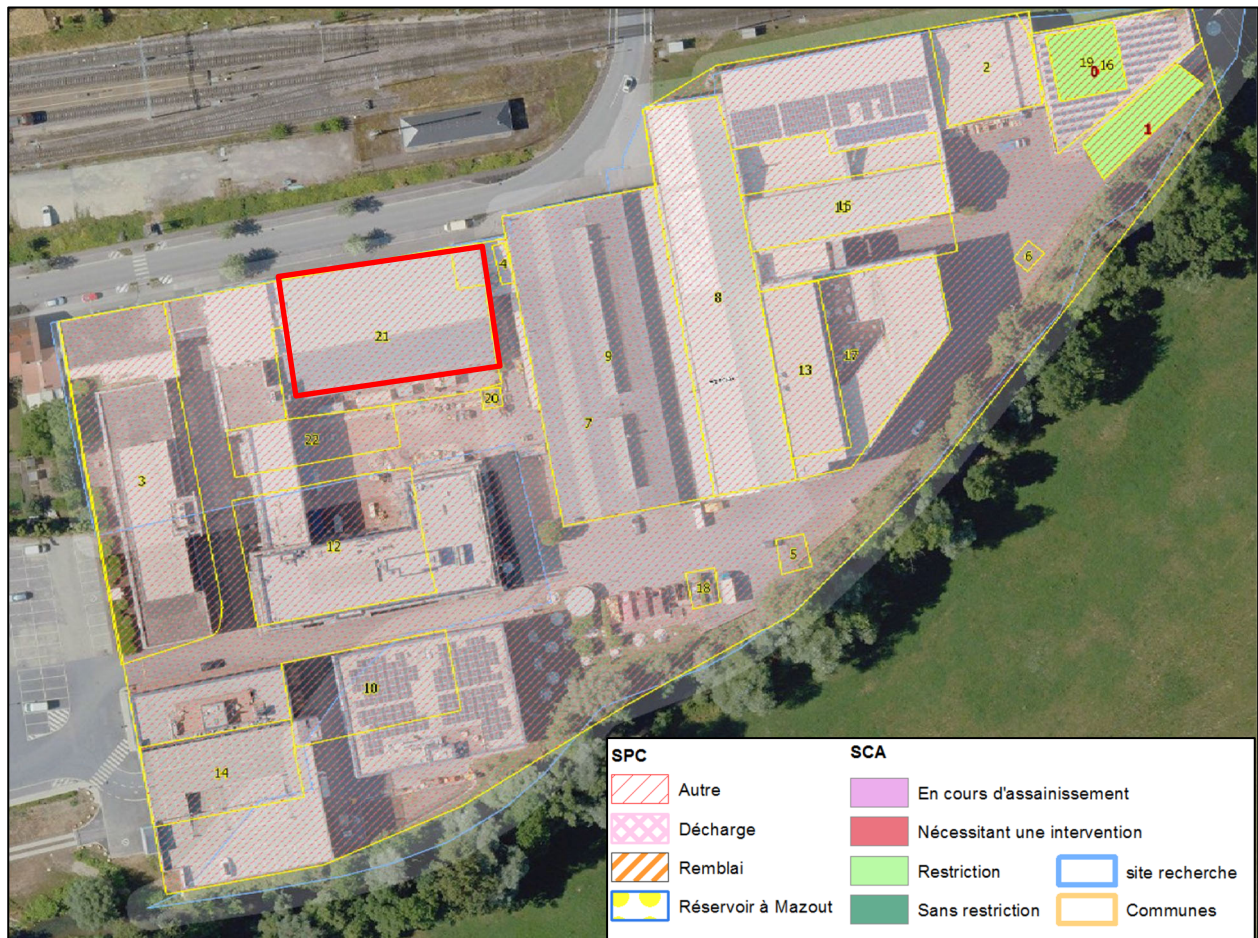 2
19
16
0
1
15
6
4
21
8
9
13
17
20
7
22
3
12
5
18
10
14
SPC
Autre
Décharge
Remblai
Réservoir à Mazout
SCA
En cours d'assainissement
Nécessitant une intervention
Restriction
Sans restriction
site recherche
Communes